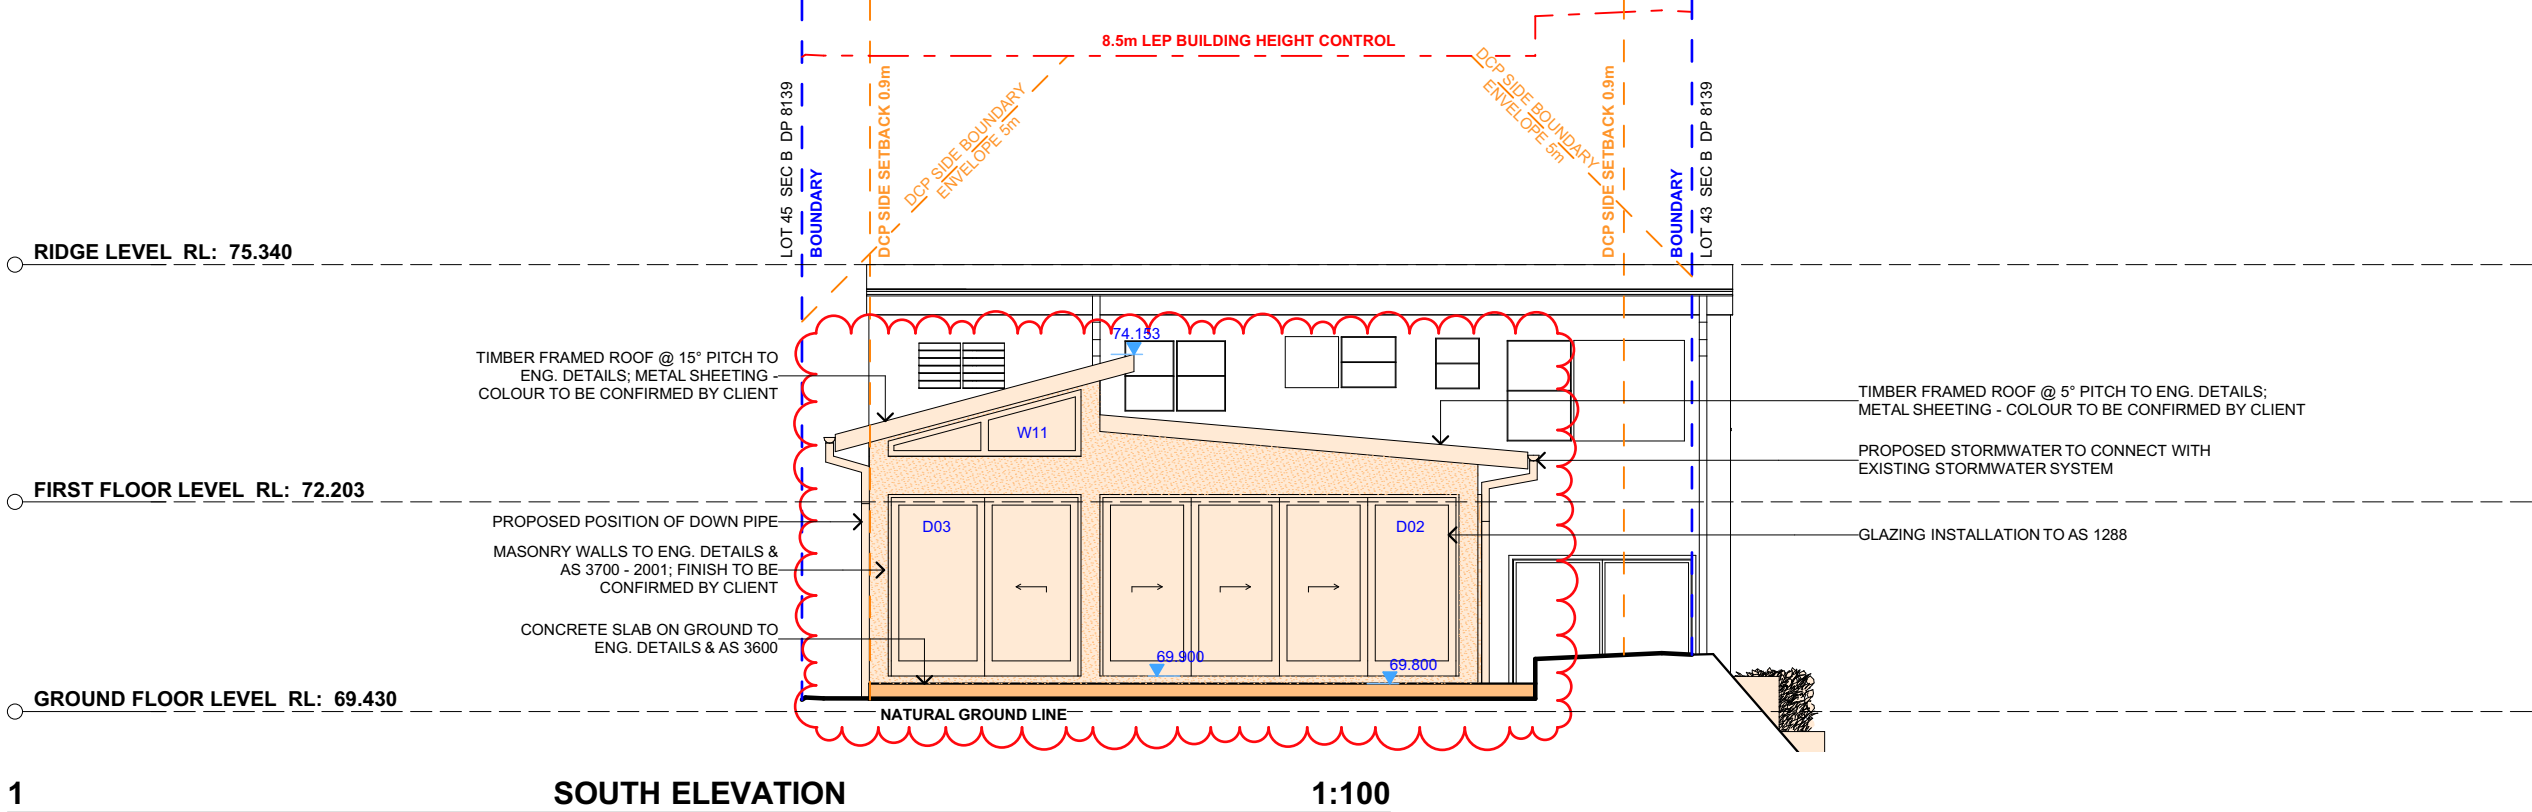 8.5m LEP BUILDING HEIGHT CONTROL
LOT 45 SEC B DP 8139
BOUNDARY
DCP SIDE SETBACK 0.9m
DCP SIDE BOUNDARY
ENVELOPE 5m
DCP SIDE BOUNDARY
ENVELOPE 5m
DCP SIDE SETBACK 0.9m
BOUNDARY
LOT 43 SEC B DP 8139
RIDGE LEVEL RL: 75.340
74.153
TIMBER FRAMED ROOF @ 15° PITCH TO
ENG. DETAILS; METAL SHEETING -
COLOUR TO BE CONFIRMED BY CLIENT
TIMBER FRAMED ROOF @ 5° PITCH TO ENG. DETAILS;
METAL SHEETING - COLOUR TO BE CONFIRMED BY CLIENT
W11
PROPOSED STORMWATER TO CONNECT WITH
EXISTING STORMWATER SYSTEM
FIRST FLOOR LEVEL RL: 72.203
PROPOSED POSITION OF DOWN PIPE
D03
D02
GLAZING INSTALLATION TO AS 1288
MASONRY WALLS TO ENG. DETAILS &
AS 3700 - 2001; FINISH TO BE
CONFIRMED BY CLIENT
CONCRETE SLAB ON GROUND TO
ENG. DETAILS & AS 3600
69.900
69.800
GROUND FLOOR LEVEL RL: 69.430
NATURAL GROUND LINE
1 SOUTH ELEVATION 1:100